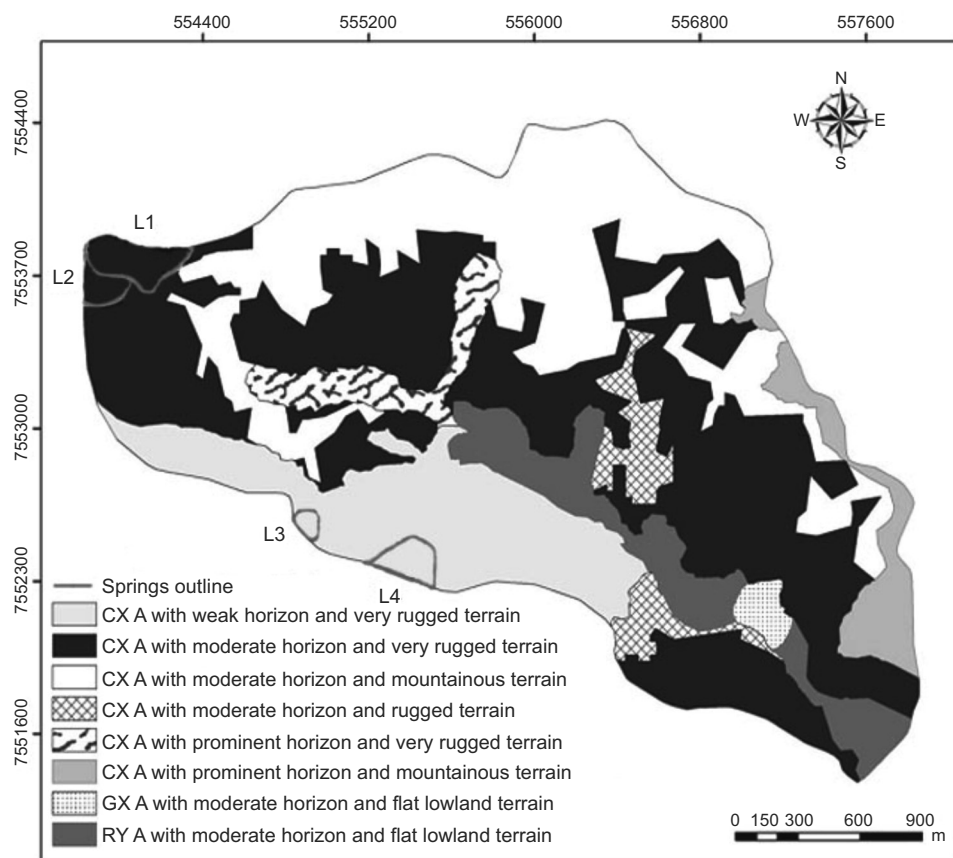 554400 555200 556000 556800 557600
7554400
N
W E
S
L1
7553700
L2
7553000
L3
7552300
L4
Springs outline
CX A with weak horizon and very rugged terrain
CX A with moderate horizon and very rugged terrain
CX A with moderate horizon and mountainous terrain
CX A with moderate horizon and rugged terrain
7551600
CX A with prominent horizon and very rugged terrain
CX A with prominent horizon and mountainous terrain
GX A with moderate horizon and flat lowland terrain
RY A with moderate horizon and flat lowland terrain
0 150 300 600 900
m